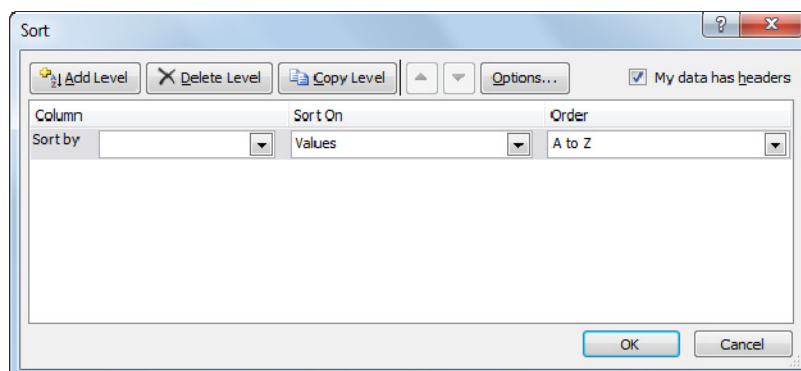 Sort
Add Level Delete Level Copy Level Options... My data has headers
Column Sort On Order
Sort by Values A to Z
OK Cancel